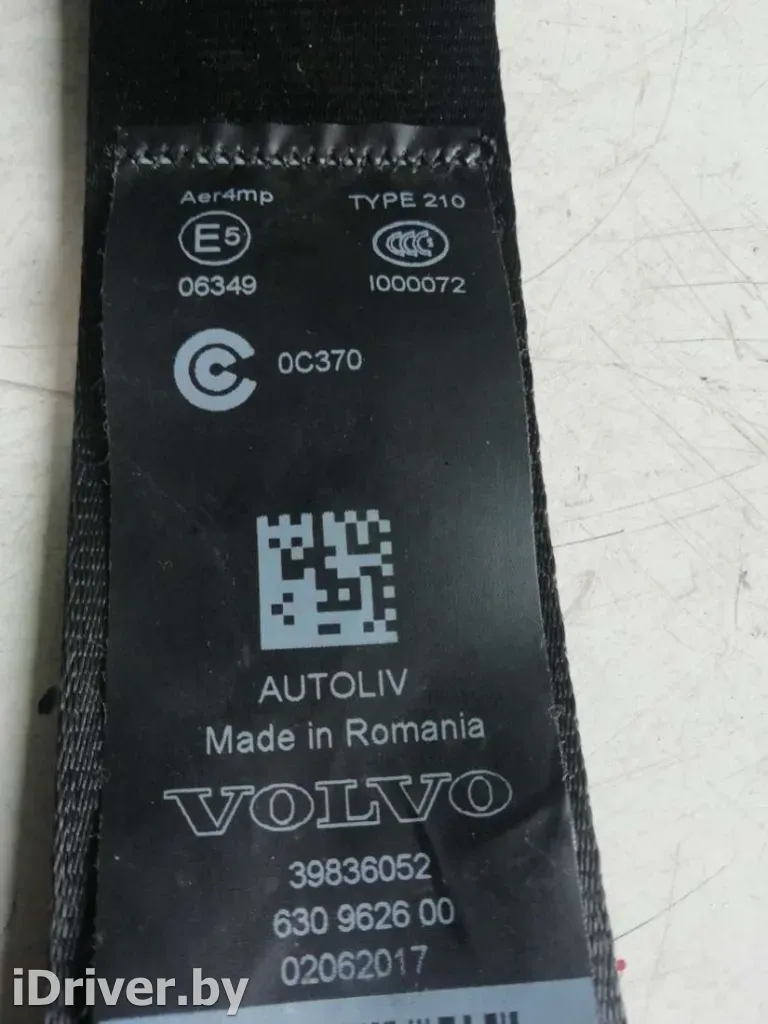 Aer4mp TYPE 210
E5 CCC S
06349 I000072
0C370
AUTOLIV
Made in Romania
VOLVO
39836052
630 9626 00
02062017
iDriver.by